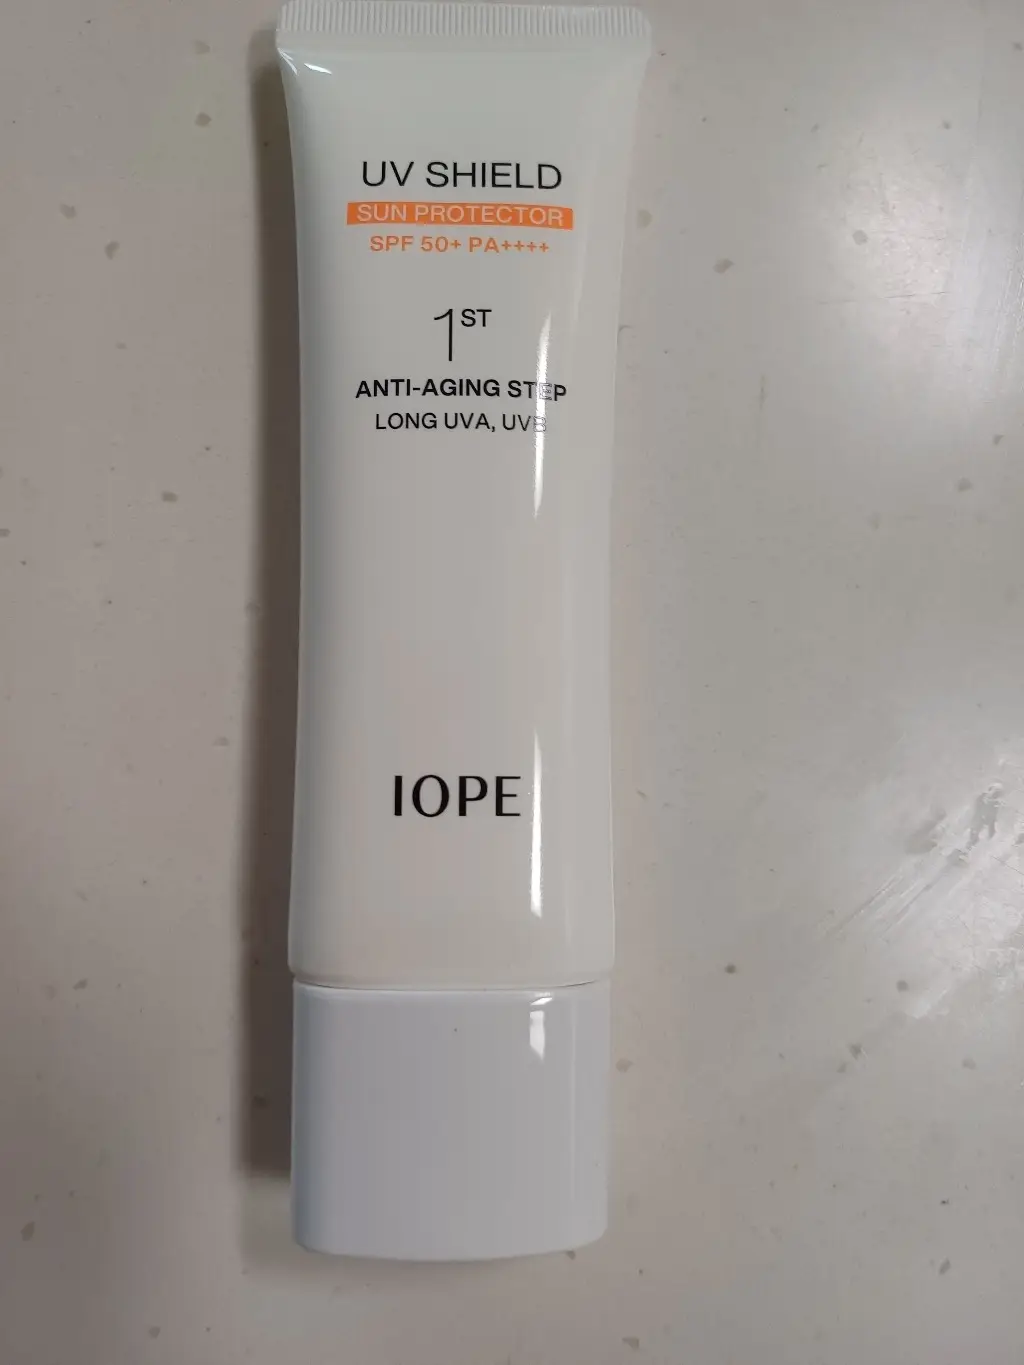 UV SHIELD
SUN PROTECTOR
SPF 50+ PA++++
1ST
ANTI-AGING STEP
LONG UVA, UVB
IOPE